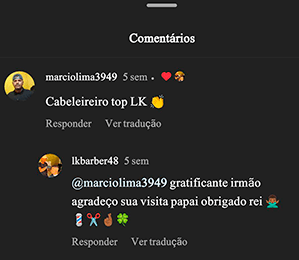 Comentários
marciolima3949 5 sem • ❤️
Cabeleireiro top LK 👏
Responder Ver tradução
lkbarber48 5 sem
@marciolima3949 gratificante irmão
agradeço sua visita papai obrigado rei 🙅🏾‍♂️
💈✂️🤞🏾🍀
Responder Ver tradução